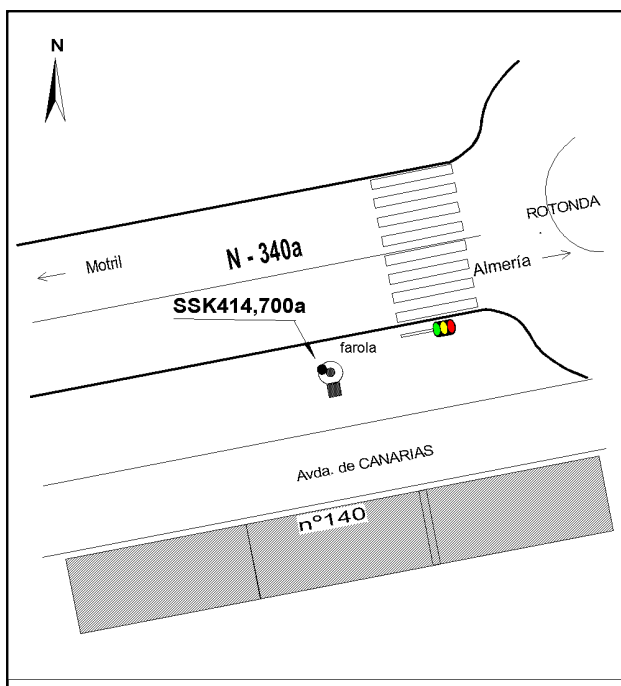 N
ROTONDA
N - 340a
Motril
Almería
SSK414,700a
farola
Avda. de CANARIAS
nº140